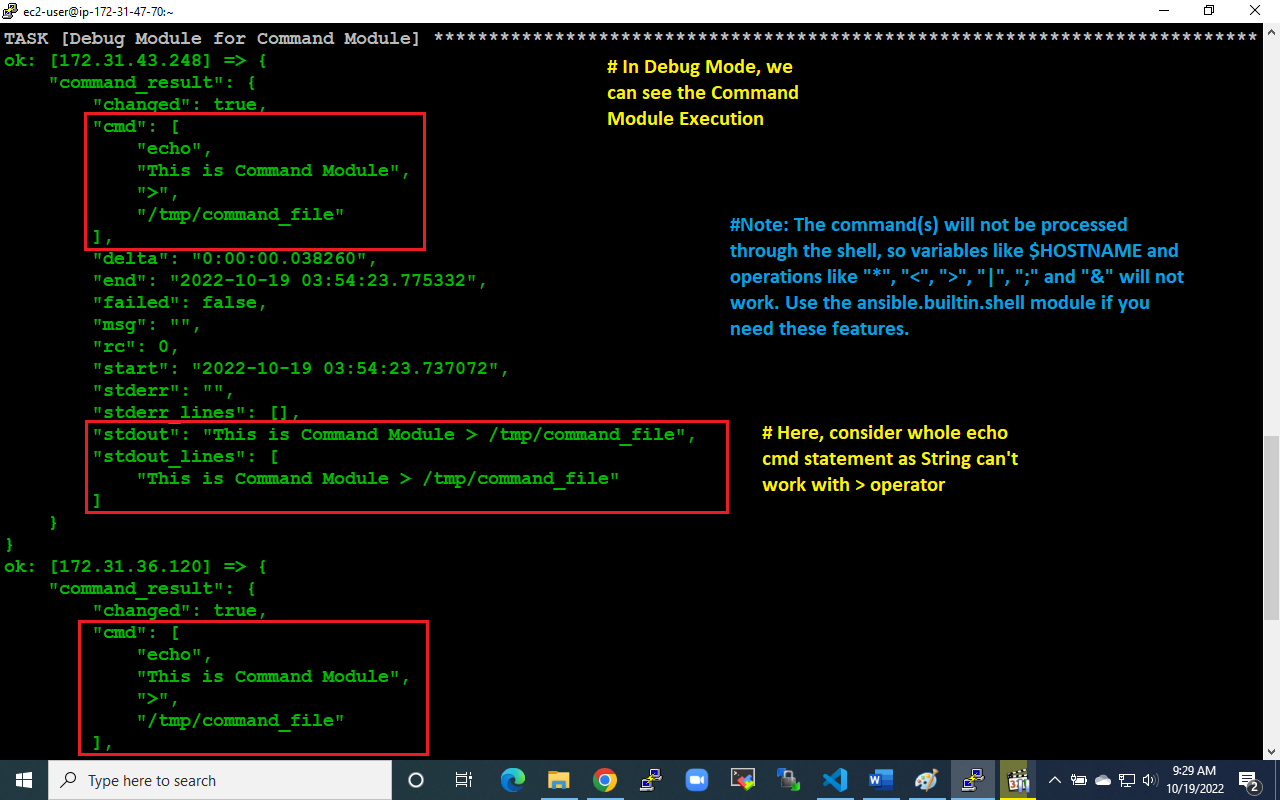 ec2-user@ip-172-31-47-70:~
TASK [Debug Module for Command Module] ***************************************************************************
ok: [172.31.43.248] => {
    "command_result": {
        "changed": true,
        "cmd": [
            "echo",
            "This is Command Module",
            ">",
            "/tmp/command_file"
        ],
        "delta": "0:00:00.038260",
        "end": "2022-10-19 03:54:23.775332",
        "failed": false,
        "msg": "",
        "rc": 0,
        "start": "2022-10-19 03:54:23.737072",
        "stderr": "",
        "stderr_lines": [],
        "stdout": "This is Command Module > /tmp/command_file",
        "stdout_lines": [
            "This is Command Module > /tmp/command_file"
        ]
    }
}
ok: [172.31.36.120] => {
    "command_result": {
        "changed": true,
        "cmd": [
            "echo",
            "This is Command Module",
            ">",
            "/tmp/command_file"
        ],
# In Debug Mode, we
can see the Command
Module Execution
#Note: The command(s) will not be processed
through the shell, so variables like $HOSTNAME and
operations like "*", "<", ">", "|", ";" and "&" will not
work. Use the ansible.builtin.shell module if you
need these features.
# Here, consider whole echo
cmd statement as String can't
work with > operator
Type here to search
9:29 AM
10/19/2022
2